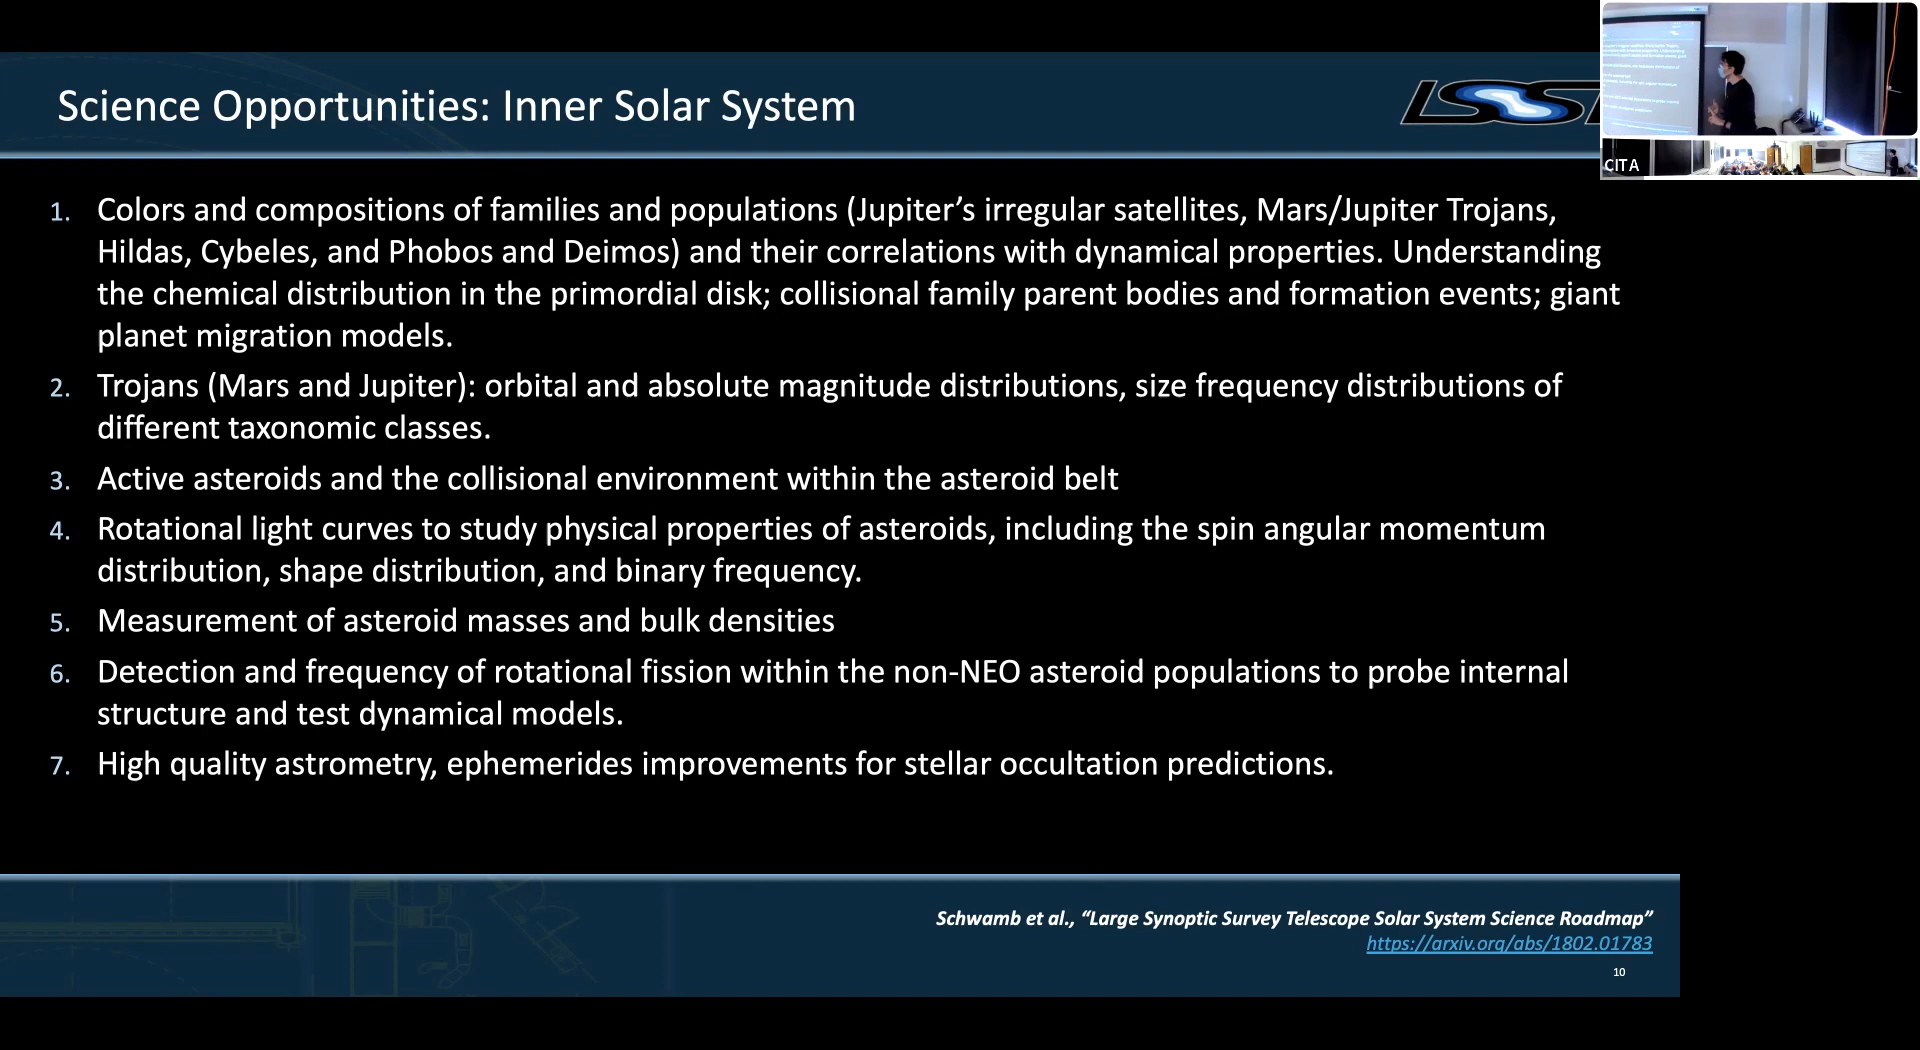 Science Opportunities: Inner Solar System
LSST
CITA
1. Colors and compositions of families and populations (Jupiter’s irregular satellites, Mars/Jupiter Trojans,
Hildas, Cybeles, and Phobos and Deimos) and their correlations with dynamical properties. Understanding
the chemical distribution in the primordial disk; collisional family parent bodies and formation events; giant
planet migration models.
2. Trojans (Mars and Jupiter): orbital and absolute magnitude distributions, size frequency distributions of
different taxonomic classes.
3. Active asteroids and the collisional environment within the asteroid belt
4. Rotational light curves to study physical properties of asteroids, including the spin angular momentum
distribution, shape distribution, and binary frequency.
5. Measurement of asteroid masses and bulk densities
6. Detection and frequency of rotational fission within the non-NEO asteroid populations to probe internal
structure and test dynamical models.
7. High quality astrometry, ephemerides improvements for stellar occultation predictions.
Schwamb et al., “Large Synoptic Survey Telescope Solar System Science Roadmap”
https://arxiv.org/abs/1802.01783
10